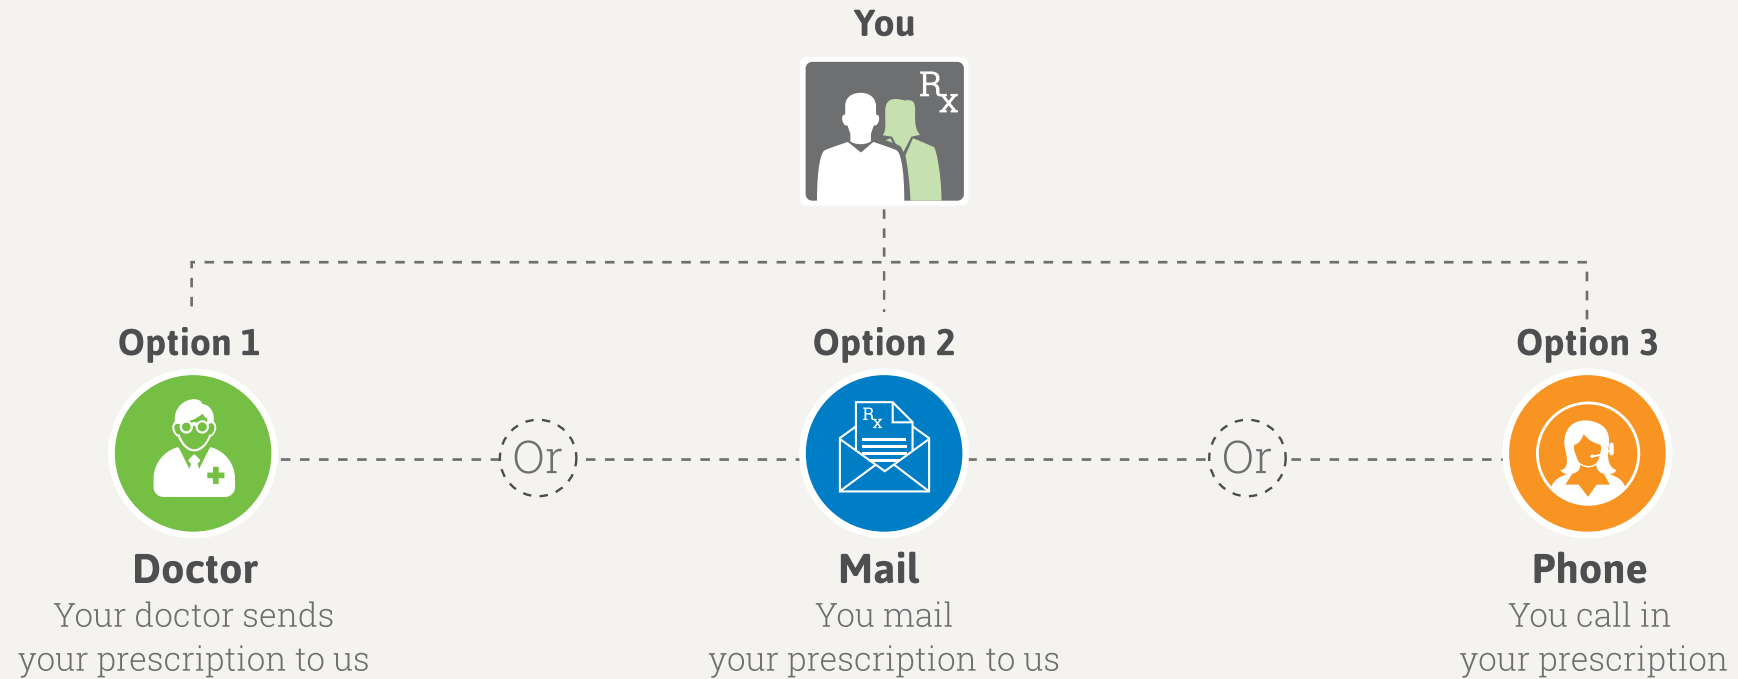 You
Rx
Option 1
Option 2
Option 3
Rx
Or
Or
Doctor
Your doctor sends
your prescription to us
Mail
You mail
your prescription to us
Phone
You call in
your prescription